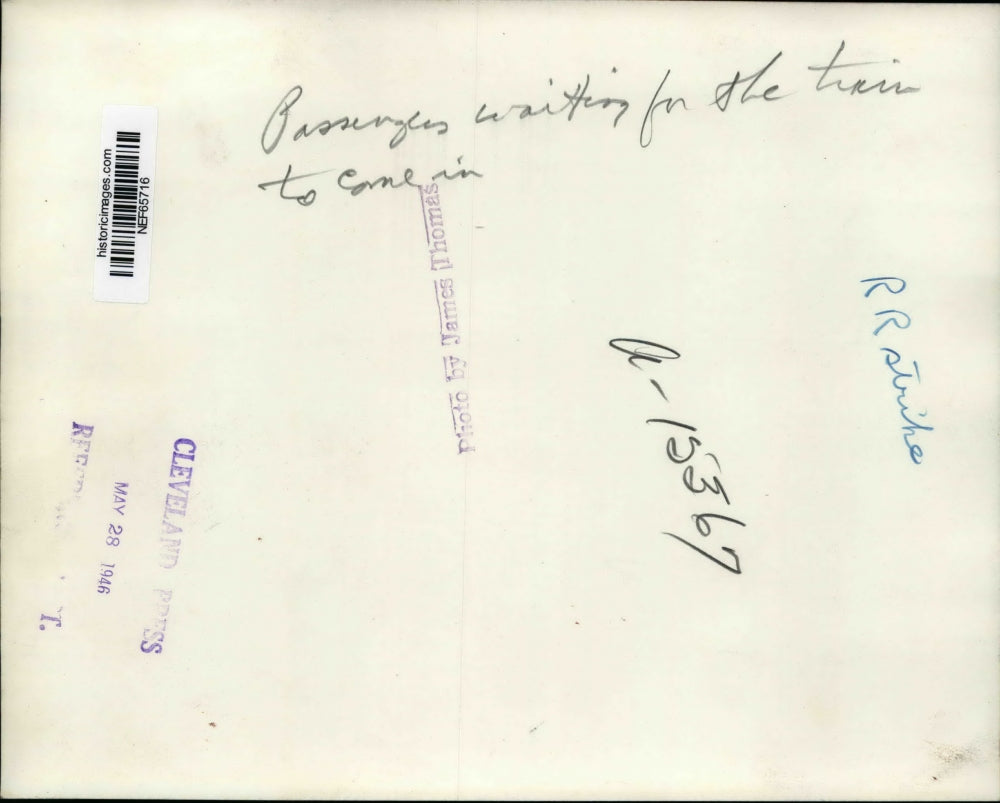 Passengers waiting for the train
to come in
historicimages.com
NEF65716
Photo by James Thomas
a-15367
RR strike
CLEVELAND PRESS
MAY 28 1946
T.